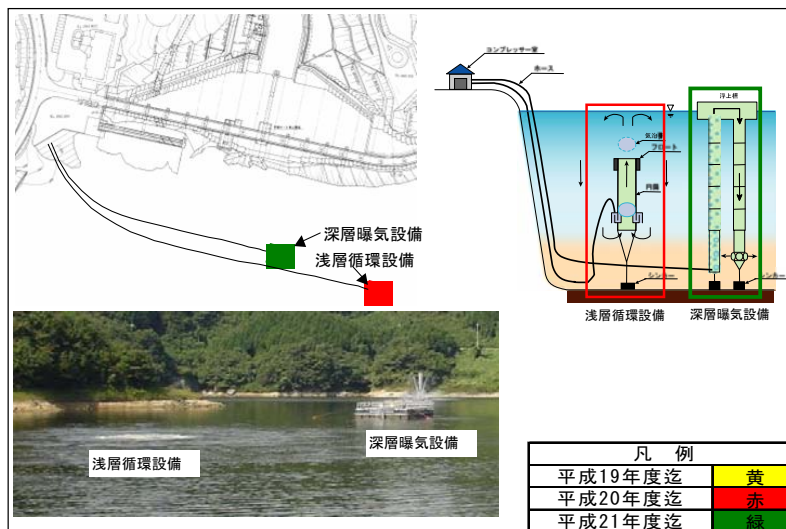 深層曝気設備
浅層循環設備
コンプレッサー室
ホース
浮上槽
気泡弾
フロート
内筒
シンカー
シンカー
浅層循環設備
深層曝気設備
浅層循環設備
深層曝気設備
凡 例
平成19年度迄 黄
平成20年度迄 赤
平成21年度迄 緑